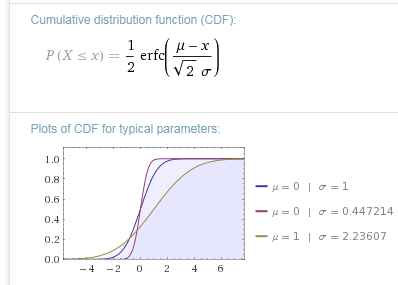 Cumulative distribution function (CDF):
P(X ≤ x) = 1/2 erfc((μ − x)/(√2 σ))
Plots of CDF for typical parameters:
1.0
0.8
0.6
0.4
0.2
0.0
−4 −2 0 2 4 6
μ = 0 | σ = 1
μ = 0 | σ = 0.447214
μ = 1 | σ = 2.23607